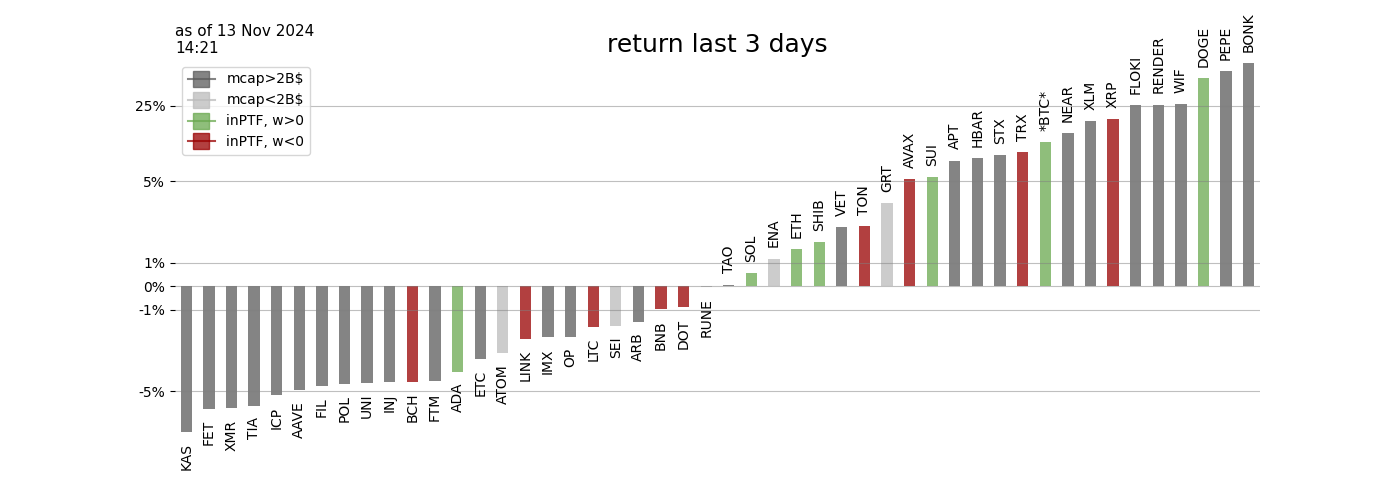 as of 13 Nov 2024
14:21
return last 3 days
mcap>2B$
mcap<2B$
inPTF, w>0
inPTF, w<0
25%
5%
1%
0%
-1%
-5%
KAS
FET
XMR
TIA
ICP
AAVE
FIL
POL
UNI
INJ
BCH
FTM
ADA
ETC
ATOM
LINK
IMX
OP
LTC
SEI
ARB
BNB
DOT
RUNE
TAO
SOL
ENA
ETH
SHIB
VET
TON
GRT
AVAX
SUI
APT
HBAR
STX
TRX
*BTC*
NEAR
XLM
XRP
FLOKI
RENDER
WIF
DOGE
PEPE
BONK